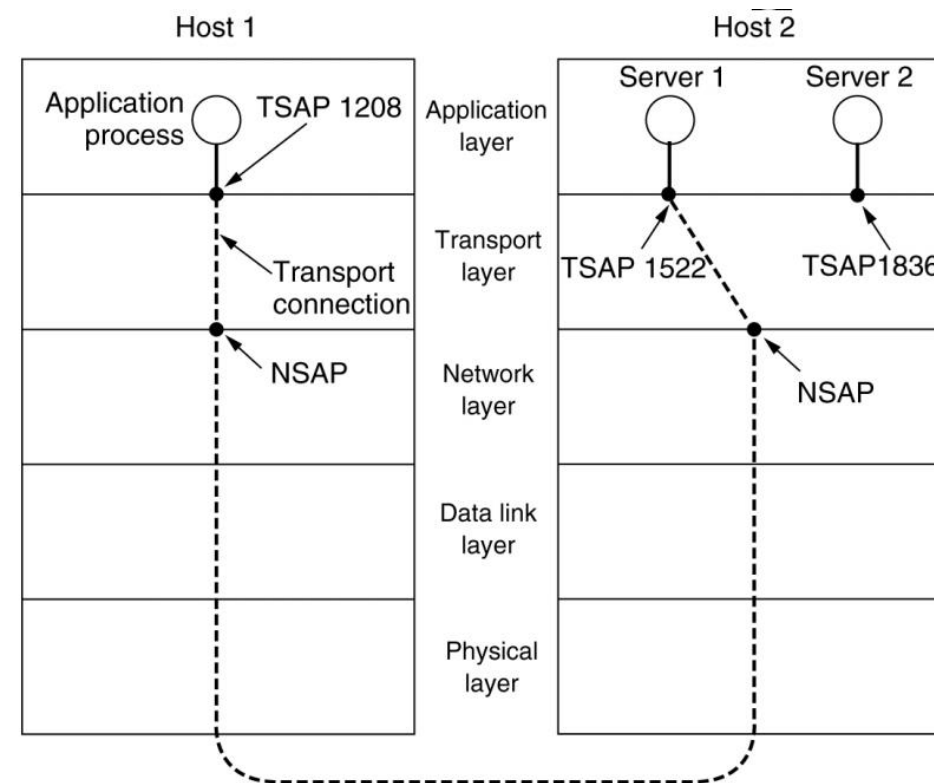 Host 1
Host 2
Application
process
TSAP 1208
Application
layer
Server 1
Server 2
Transport
layer
TSAP 1522
TSAP1836
Transport
connection
NSAP
Network
layer
NSAP
Data link
layer
Physical
layer